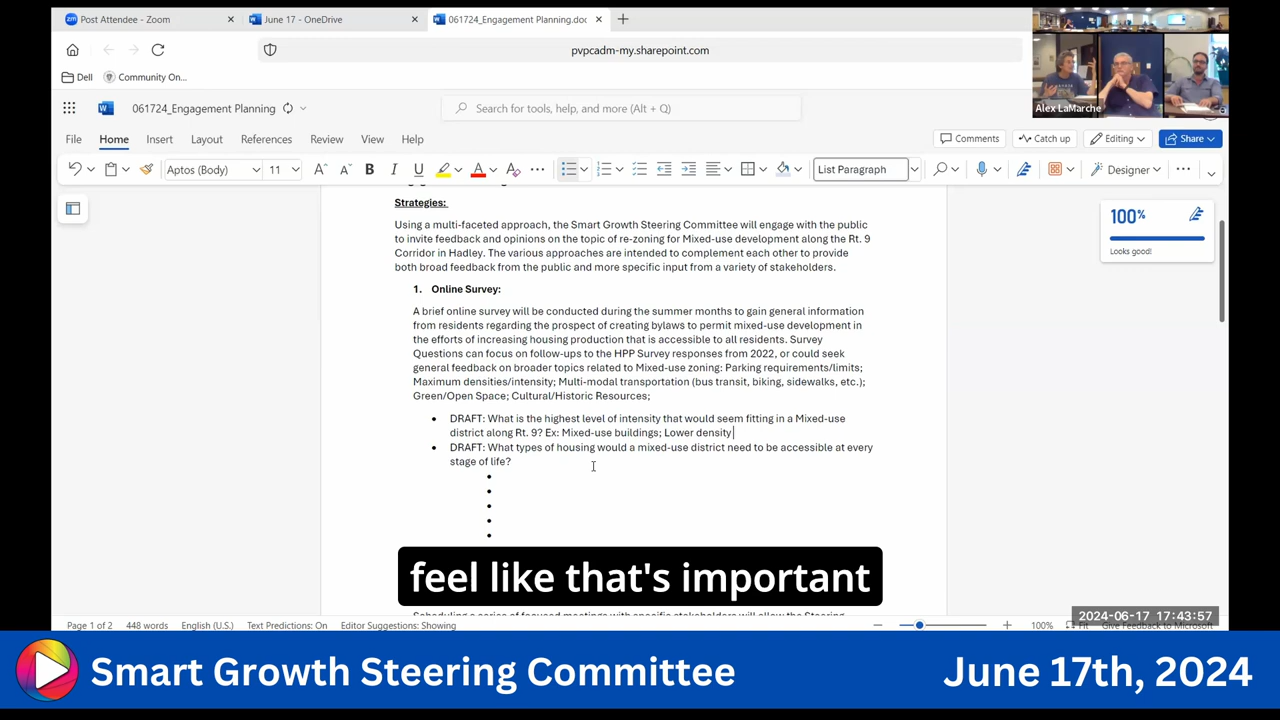 Post Attendee - Zoom
June 17 - OneDrive
061724_Engagement Planning.doc
pvpcadm-my.sharepoint.com
Dell
Community On...
061724_Engagement Planning
Search for tools, help, and more (Alt + Q)
Alex LaMarche
File Home Insert Layout References Review View Help
Comments Catch up Editing Share
Aptos (Body) 11 List Paragraph Designer
Strategies:
Using a multi-faceted approach, the Smart Growth Steering Committee will engage with the public
to invite feedback and opinions on the topic of re-zoning for Mixed-use development along the Rt. 9
Corridor in Hadley. The various approaches are intended to complement each other to provide
both broad feedback from the public and more specific input from a variety of stakeholders.
100%
Looks good!
1. Online Survey:
A brief online survey will be conducted during the summer months to gain general information
from residents regarding the prospect of creating bylaws to permit mixed-use development in
the efforts of increasing housing production that is accessible to all residents. Survey
Questions can focus on follow-ups to the HPP Survey responses from 2022, or could seek
general feedback on broader topics related to Mixed-use zoning: Parking requirements/limits;
Maximum densities/intensity; Multi-modal transportation (bus transit, biking, sidewalks, etc.);
Green/Open Space; Cultural/Historic Resources;
• DRAFT: What is the highest level of intensity that would seem fitting in a Mixed-use
district along Rt. 9? Ex: Mixed-use buildings; Lower density
• DRAFT: What types of housing would a mixed-use district need to be accessible at every
stage of life?
feel like that's important
Page 1 of 2 448 words English (U.S.) Text Predictions: On Editor Suggestions: Showing
100% Fit Give Feedback to Microsoft
2024-06-17 17:43:57
Smart Growth Steering Committee
June 17th, 2024